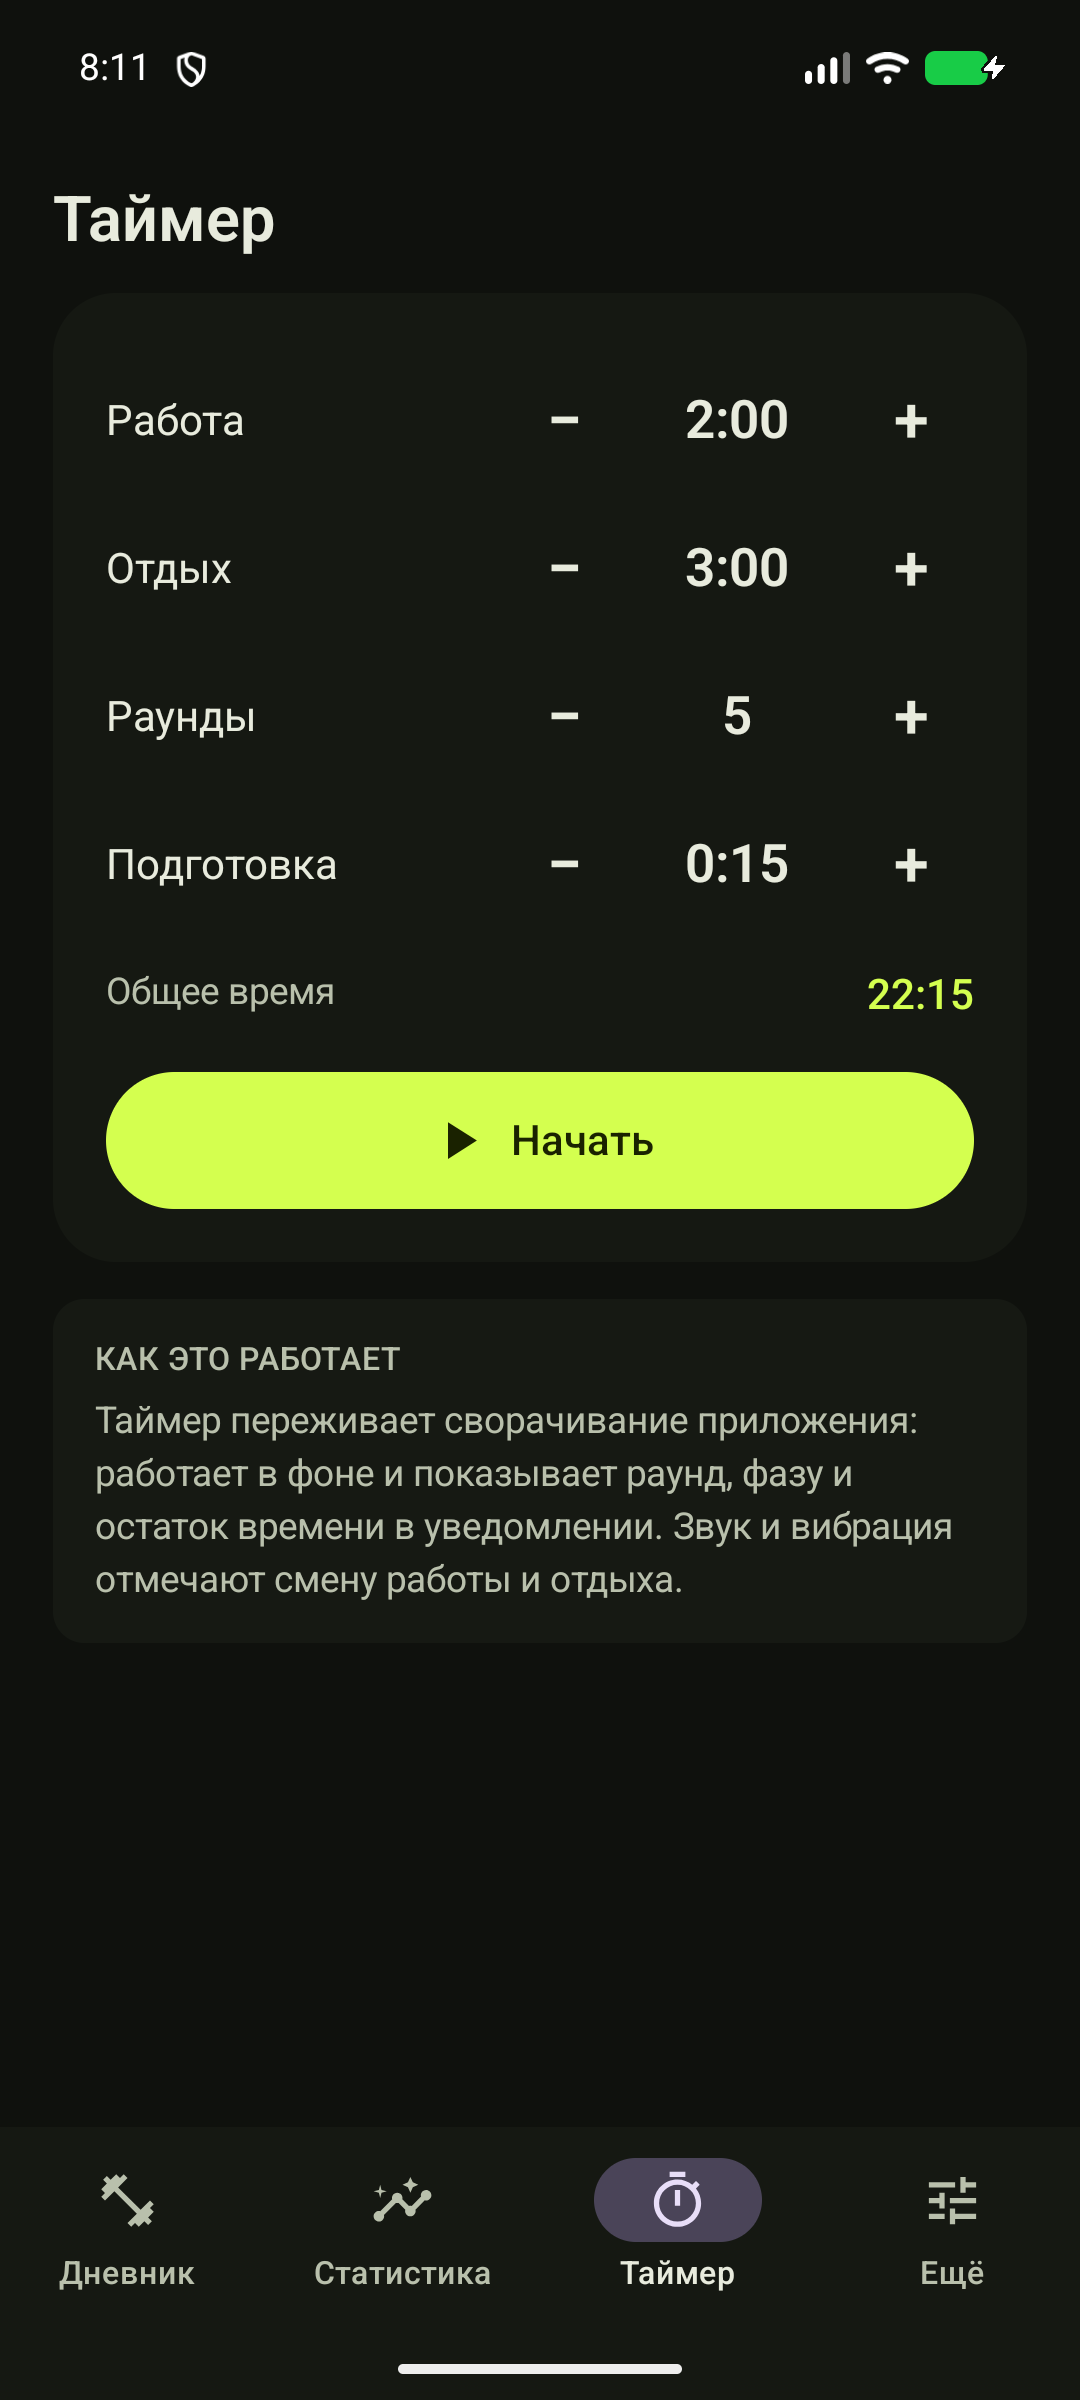 8:11
Таймер
Работа − 2:00 +
Отдых − 3:00 +
Раунды − 5 +
Подготовка − 0:15 +
Общее время 22:15
Начать
КАК ЭТО РАБОТАЕТ
Таймер переживает сворачивание приложения:
работает в фоне и показывает раунд, фазу и
остаток времени в уведомлении. Звук и вибрация
отмечают смену работы и отдыха.
Дневник Статистика Таймер Ещё